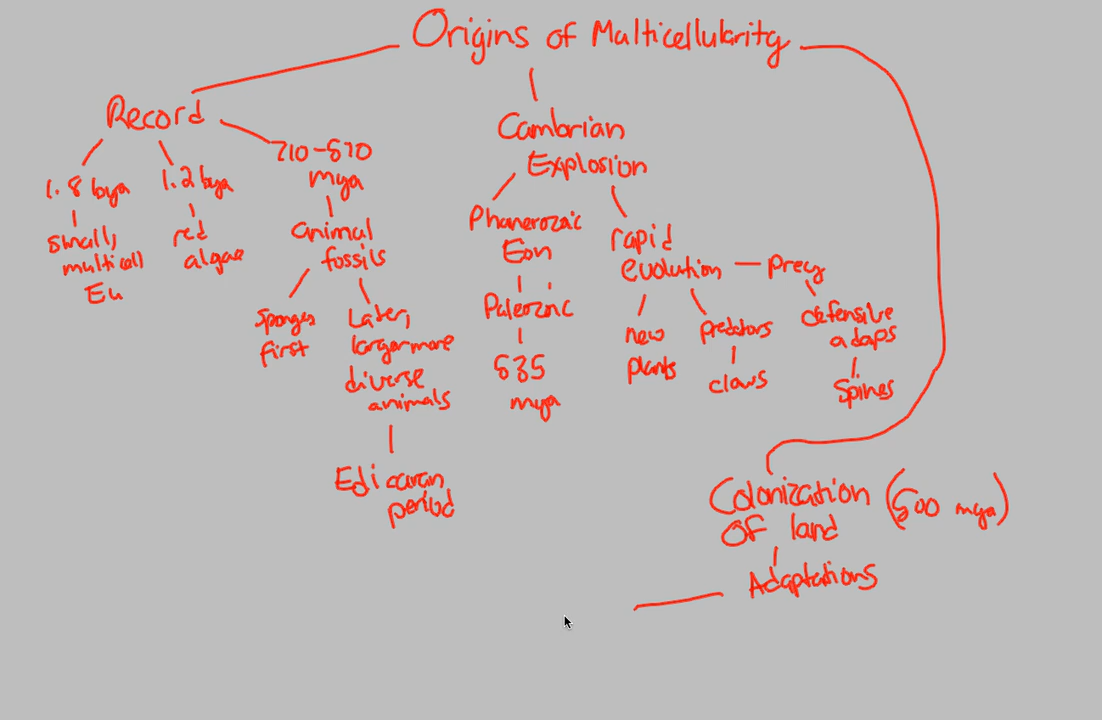 Origins of Multicellularity
Record
1.8 bya
small,
multicell
Eu
1.2 bya
red
algae
710-570
mya
animal
fossils
Sponges
first
Later,
larger more
diverse
animals
Edicaran
period
Cambrian
Explosion
Phanerozoic
Eon
Paleozoic
535
mya
rapid
evolution
new
plants
predators
claws
Prey
defensive
adaps
Spines
Colonization (500 mya)
Of land
Adaptations